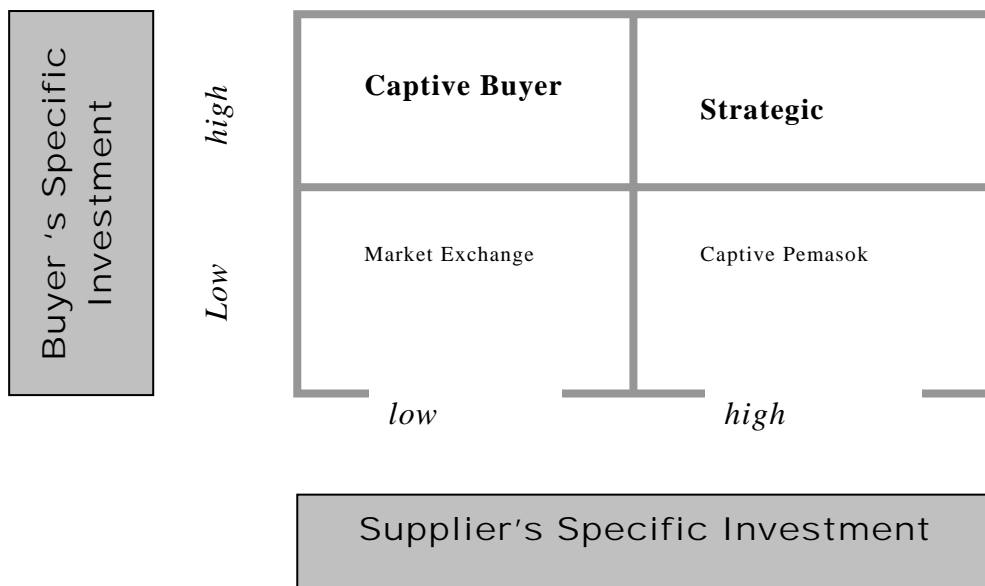 Buyer 's Specific
Investment
high
Low
Captive Buyer
Strategic
Market Exchange
Captive Pemasok
low
high
Supplier's Specific Investment